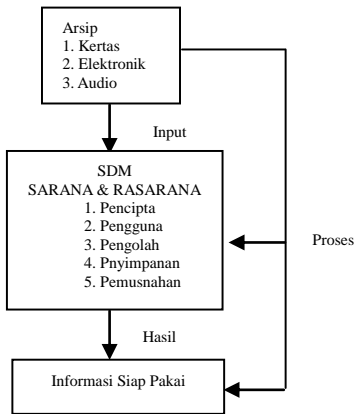 Arsip
1. Kertas
2. Elektronik
3. Audio
Input
SDM
SARANA & RASARANA
1. Pencipta
2. Pengguna
3. Pengolah
4. Pnyimpanan
5. Pemusnahan
Proses
Hasil
Informasi Siap Pakai